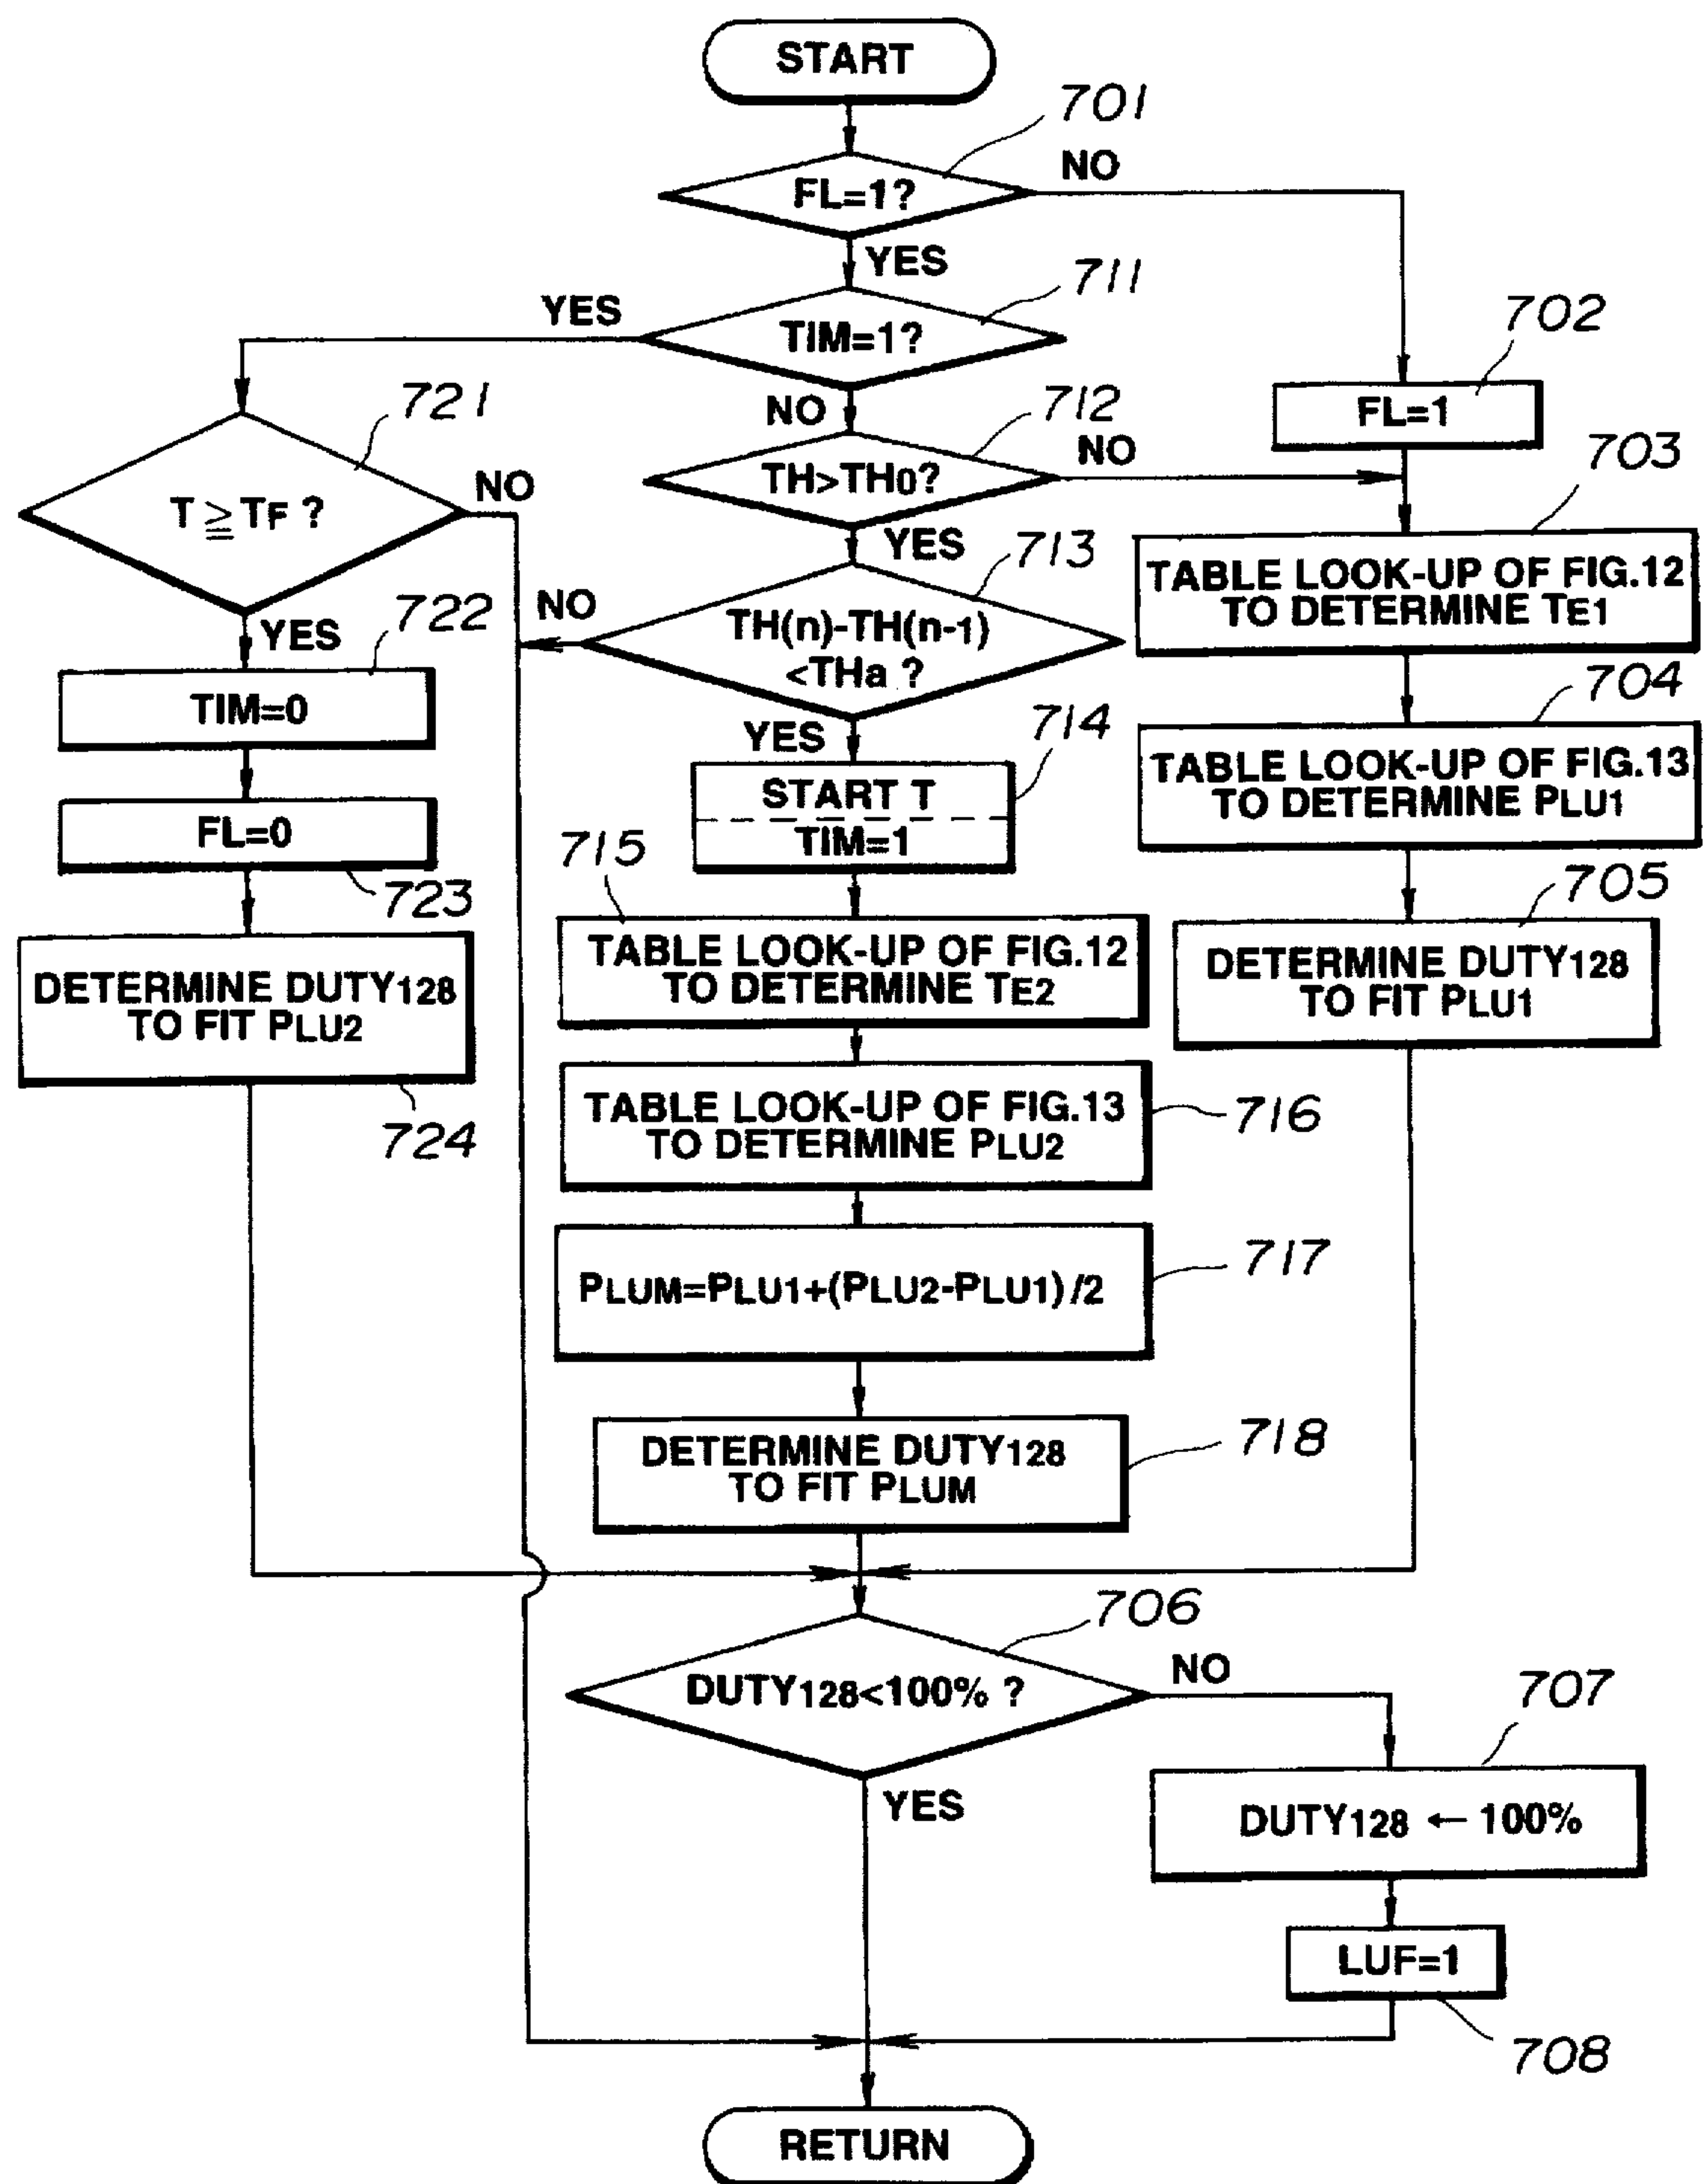 START
701
FL=1?
NO
YES
711
TIM=1?
YES
NO
702
FL=1
721
T ≧ TF ?
NO
YES
712
TH>TH0?
NO
YES
703
TABLE LOOK-UP OF FIG.12
TO DETERMINE TE1
713
TH(n)-TH(n-1)
<THa ?
NO
YES
722
TIM=0
704
TABLE LOOK-UP OF FIG.13
TO DETERMINE PLU1
714
START T
TIM=1
FL=0
723
715
TABLE LOOK-UP OF FIG.12
TO DETERMINE TE2
705
DETERMINE DUTY128
TO FIT PLU1
DETERMINE DUTY128
TO FIT PLU2
724
TABLE LOOK-UP OF FIG.13
TO DETERMINE PLU2
716
PLUM=PLU1+(PLU2-PLU1)/2
717
DETERMINE DUTY128
TO FIT PLUM
718
706
DUTY128<100% ?
NO
YES
707
DUTY128 ← 100%
LUF=1
708
RETURN